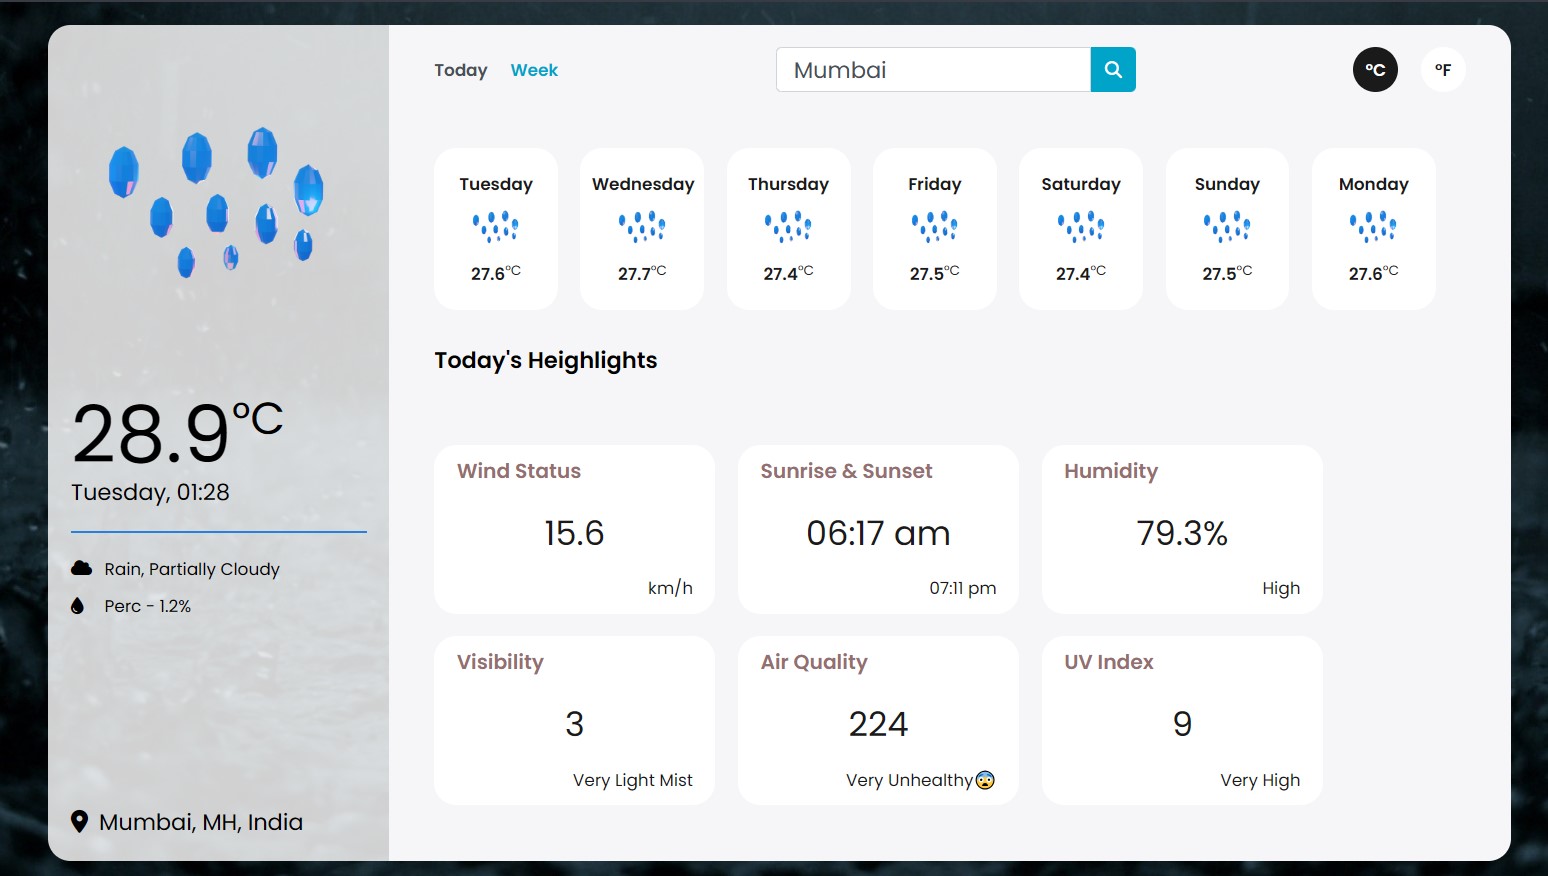 Today Week
Mumbai
°C °F
Tuesday Wednesday Thursday Friday Saturday Sunday Monday
27.6°C 27.7°C 27.4°C 27.5°C 27.4°C 27.5°C 27.6°C
28.9°C
Tuesday, 01:28
Rain, Partially Cloudy
Perc - 1.2%
Mumbai, MH, India
Today's Heighlights
Wind Status
15.6
km/h
Sunrise & Sunset
06:17 am
07:11 pm
Humidity
79.3%
High
Visibility
3
Very Light Mist
Air Quality
224
Very Unhealthy😨
UV Index
9
Very High